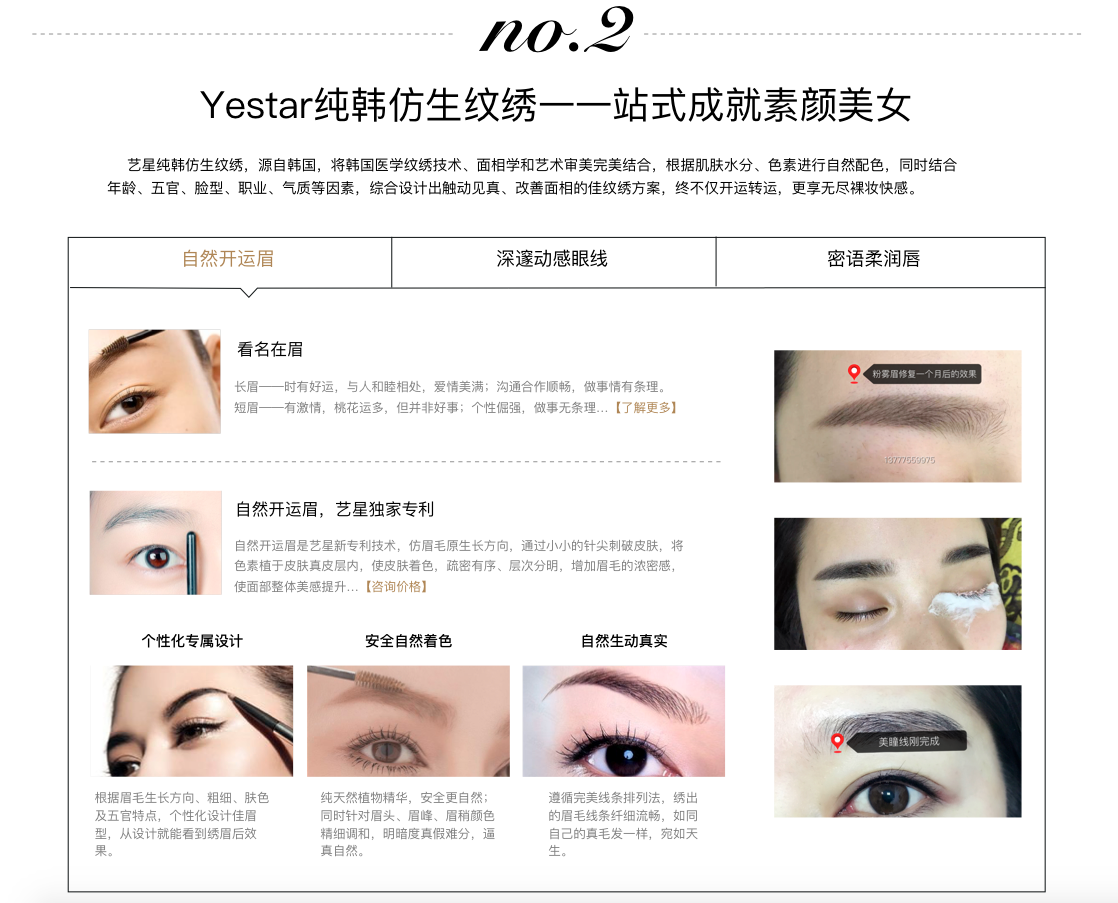 no.2
Yestar纯韩仿生纹绣一一站式成就素颜美女
艺星纯韩仿生纹绣，源自韩国，将韩国医学纹绣技术、面相学和艺术审美完美结合，根据肌肤水分、色素进行自然配色，同时结合
年龄、五官、脸型、职业、气质等因素，综合设计出触动见真、改善面相的佳纹绣方案，终不仅开运转运，更享无尽裸妆快感。
自然开运眉
深邃动感眼线
密语柔润唇
看名在眉
长眉——时有好运，与人和睦相处，爱情美满；沟通合作顺畅，做事情有条理。
短眉——有激情，桃花运多，但并非好事；个性倔强，做事无条理...【了解更多】
自然开运眉，艺星独家专利
自然开运眉是艺星新专利技术，仿眉毛原生长方向，通过小小的针尖刺破皮肤，将
色素植于皮肤真皮层内，使皮肤着色，疏密有序、层次分明，增加眉毛的浓密感，
使面部整体美感提升...【咨询价格】
个性化专属设计
安全自然着色
自然生动真实
根据眉毛生长方向、粗细、肤色
及五官特点，个性化设计佳眉
型，从设计就能看到绣眉后效
果。
纯天然植物精华，安全更自然；
同时针对眉头、眉峰、眉稍颜色
精细调和，明暗度真假难分，逼
真自然。
遵循完美线条排列法，绣出
的眉毛线条纤细流畅，如同
自己的真毛发一样，宛如天
生。
粉雾眉修复一个月后的效果
13777559975
美瞳线刚完成